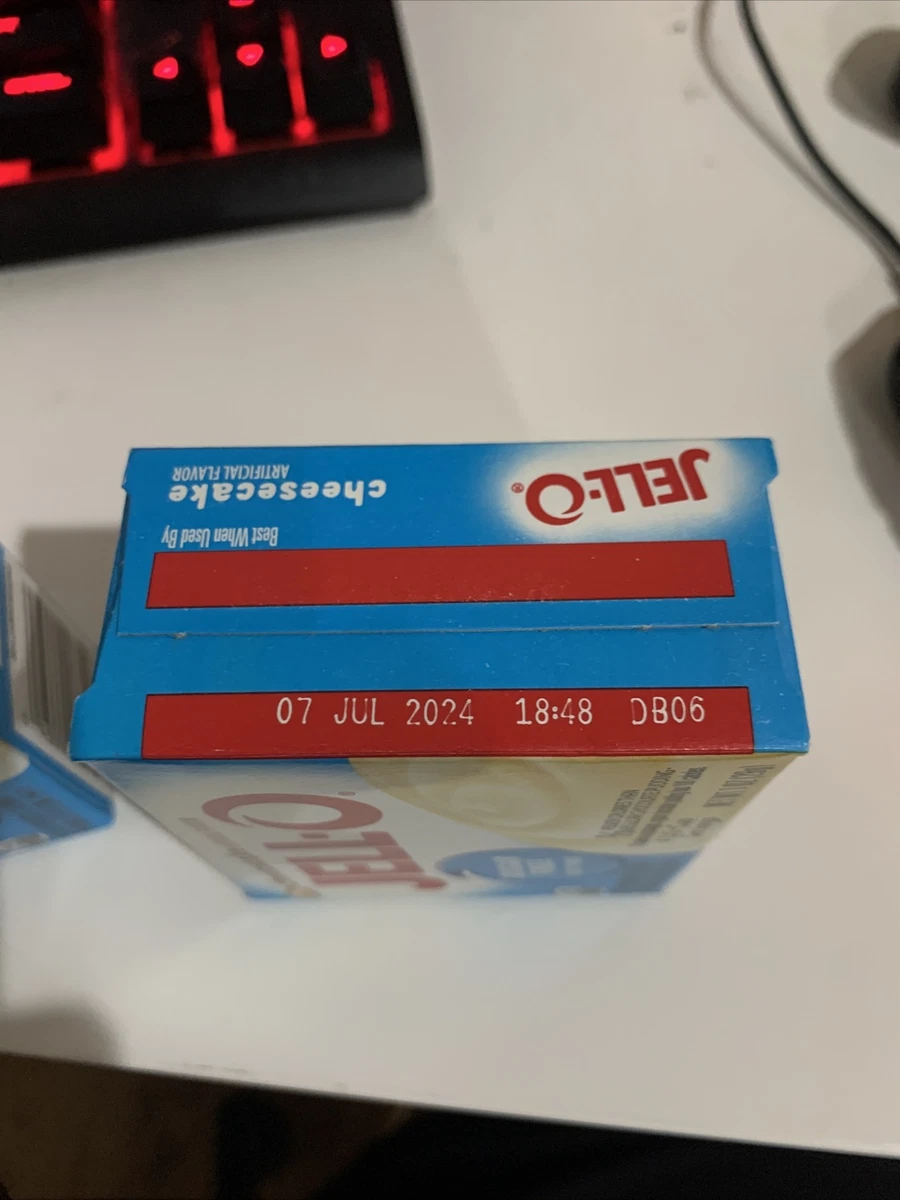 JELL-O®
cheesecake
ARTIFICIAL FLAVOR
Best When Used By
07 JUL 2024 18:48 DB06
JELL-O